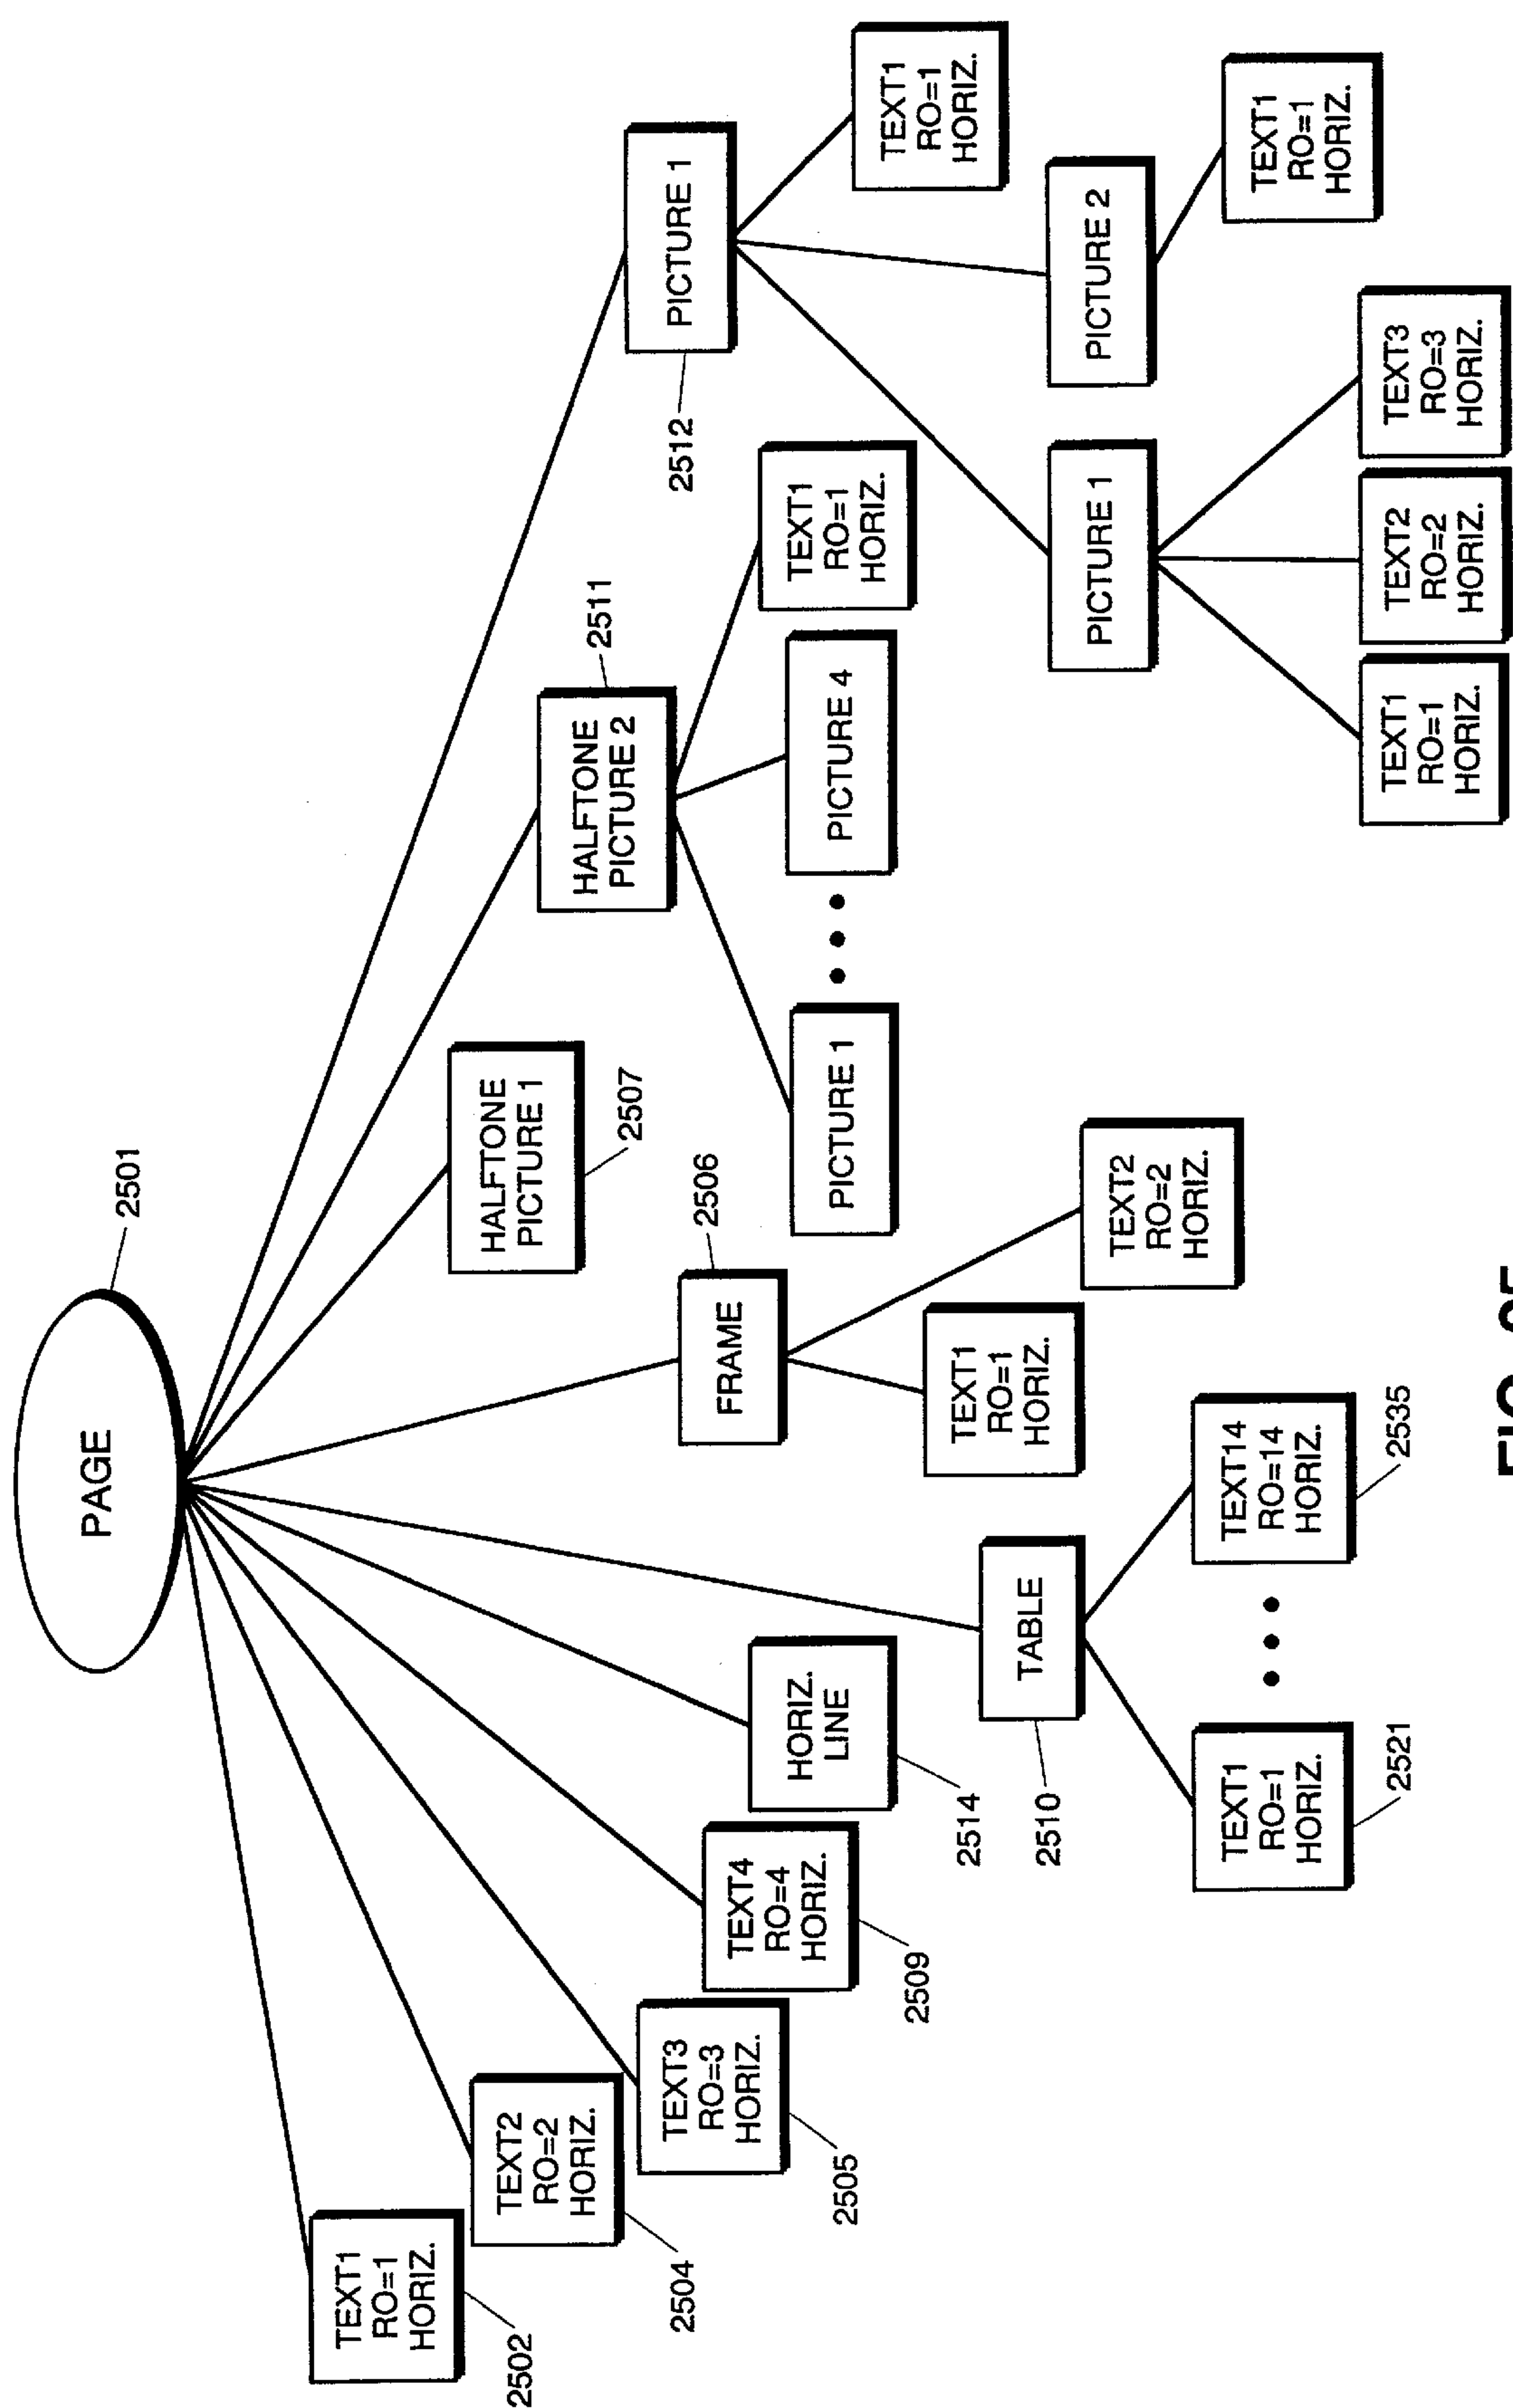 PAGE
2501
TEXT1
RO=1
HORIZ.
2502
TEXT2
RO=2
HORIZ.
2504
TEXT3
RO=3
HORIZ.
2505
TEXT4
RO=4
HORIZ.
2509
HORIZ.
LINE
2514
TABLE
2510
TEXT1
RO=1
HORIZ.
2521
TEXT14
RO=14
HORIZ.
2535
FRAME
2506
TEXT1
RO=1
HORIZ.
TEXT2
RO=2
HORIZ.
HALFTONE
PICTURE 1
2507
HALFTONE
PICTURE 2
2511
PICTURE 1
PICTURE 4
TEXT1
RO=1
HORIZ.
PICTURE 1
2512
PICTURE 1
TEXT1
RO=1
HORIZ.
TEXT2
RO=2
HORIZ.
TEXT3
RO=3
HORIZ.
PICTURE 2
TEXT1
RO=1
HORIZ.
TEXT1
RO=1
HORIZ.